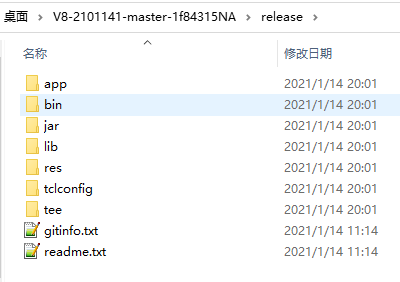 桌面 > V8-2101141-master-1f84315NA > release >
名称 修改日期
app 2021/1/14 20:01
bin 2021/1/14 20:01
jar 2021/1/14 20:01
lib 2021/1/14 20:01
res 2021/1/14 20:01
tclconfig 2021/1/14 20:01
tee 2021/1/14 20:01
gitinfo.txt 2021/1/14 11:14
readme.txt 2021/1/14 11:14